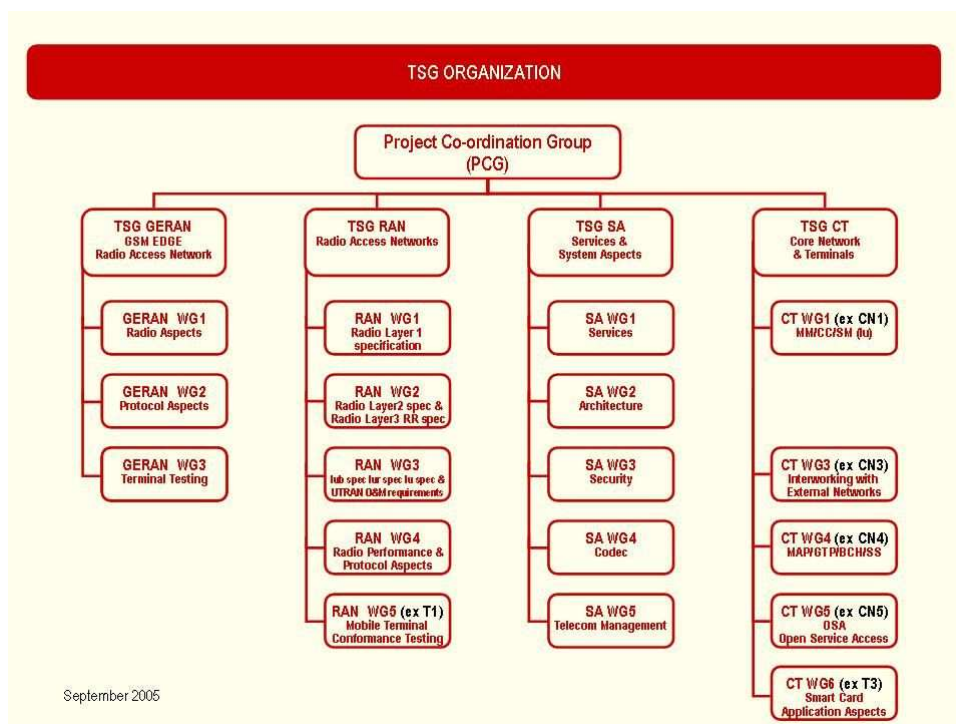 TSG ORGANIZATION
Project Co-ordination Group
(PCG)
TSG GERAN
GSM EDGE
Radio Access Network
GERAN WG1
Radio Aspects
GERAN WG2
Protocol Aspects
GERAN WG3
Terminal Testing
TSG RAN
Radio Access Networks
RAN WG1
Radio Layer 1
specification
RAN WG2
Radio Layer2 spec &
Radio Layer3 RR spec
RAN WG3
Iub spec Iur spec Iu spec &
UTRAN O&M requirements
RAN WG4
Radio Performance &
Protocol Aspects
RAN WG5 (ex T1)
Mobile Terminal
Conformance Testing
TSG SA
Services &
System Aspects
SA WG1
Services
SA WG2
Architecture
SA WG3
Security
SA WG4
Codec
SA WG5
Telecom Management
TSG CT
Core Network
& Terminals
CT WG1 (ex CN1)
MM/CC/SM (Iu)
CT WG3 (ex CN3)
Interworking with
External Networks
CT WG4 (ex CN4)
MAP/GTP/BCH/SS
CT WG5 (ex CN5)
OSA
Open Service Access
CT WG6 (ex T3)
Smart Card
Application Aspects
September 2005